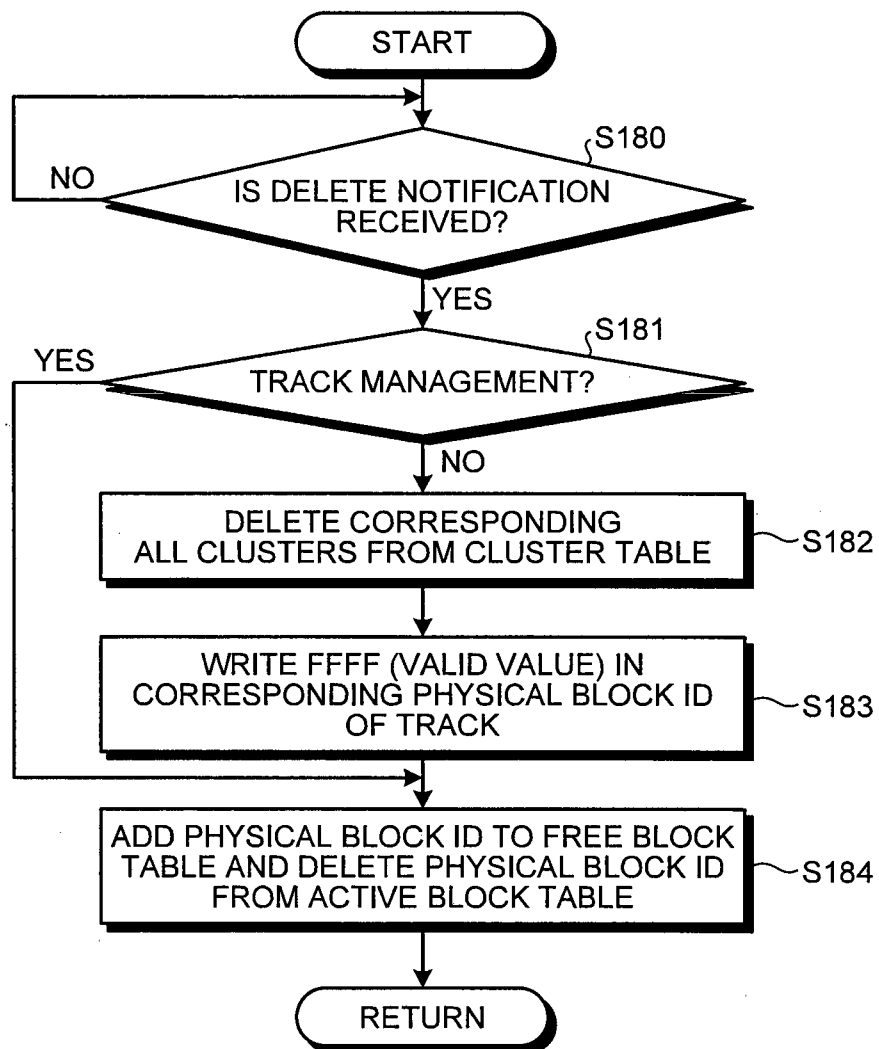 START
S180
NO
IS DELETE NOTIFICATION
RECEIVED?
YES
S181
YES
TRACK MANAGEMENT?
NO
DELETE CORRESPONDING
ALL CLUSTERS FROM CLUSTER TABLE
S182
WRITE FFFF (VALID VALUE) IN
CORRESPONDING PHYSICAL BLOCK ID
OF TRACK
S183
ADD PHYSICAL BLOCK ID TO FREE BLOCK
TABLE AND DELETE PHYSICAL BLOCK ID
FROM ACTIVE BLOCK TABLE
S184
RETURN